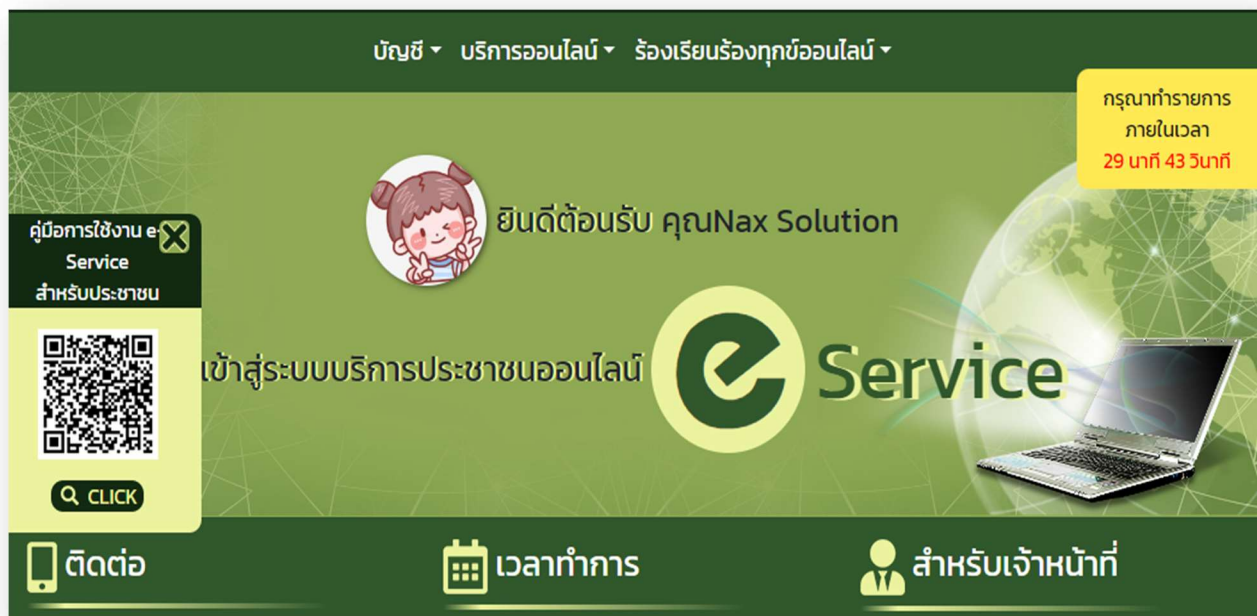 บัญชี บริการออนไลน์ ร้องเรียนร้องทุกข์ออนไลน์
กรุณาทำรายการ
ภายในเวลา
29 นาที 43 วินาที
ยินดีต้อนรับ คุณNax Solution
คู่มือการใช้งาน e-
Service
สำหรับประชาชน
เข้าสู่ระบบบริการประชาชนออนไลน์ e Service
CLICK
ติดต่อ เวลาทำการ สำหรับเจ้าหน้าที่